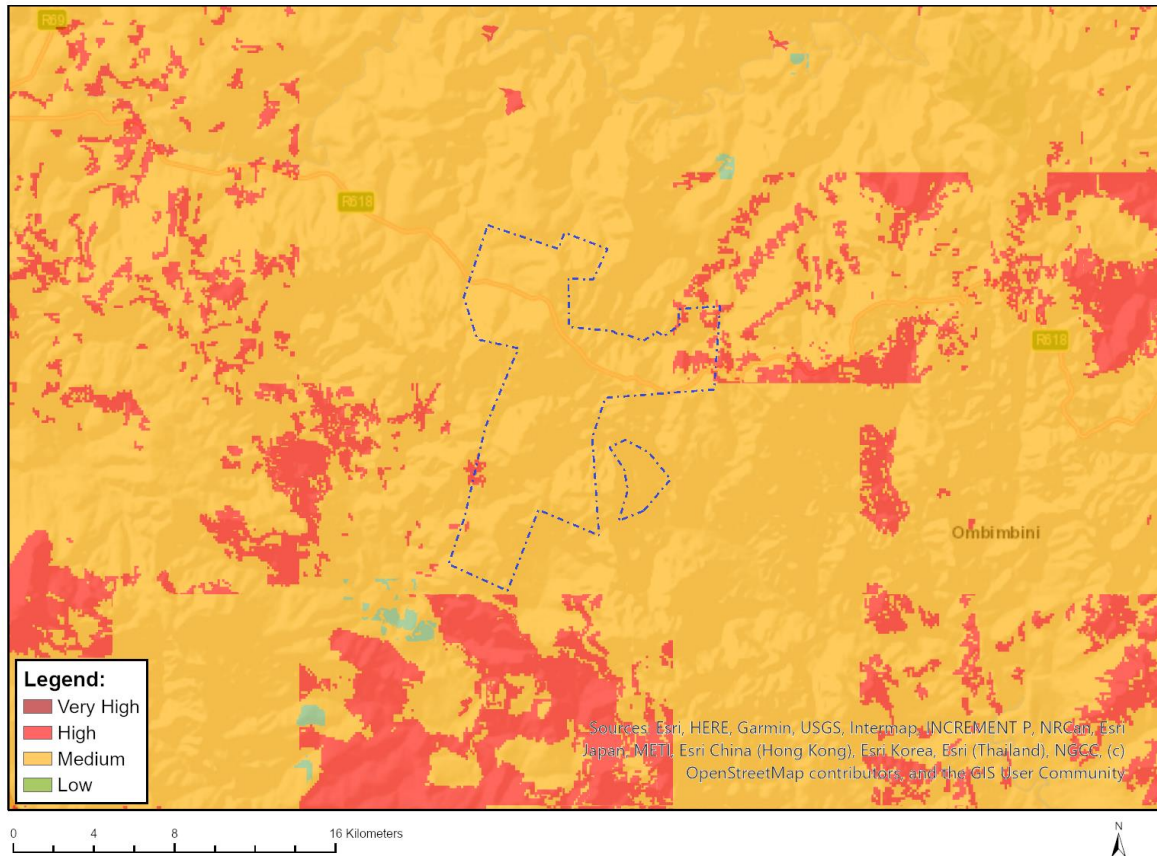 R69
R618
R618
Ombimbini
Legend:
Very High
High
Medium
Low
Sources: Esri, HERE, Garmin, USGS, Intermap, INCREMENT P, NRCan, Esri
Japan, METI, Esri China (Hong Kong), Esri Korea, Esri (Thailand), NGCC, (c)
OpenStreetMap contributors, and the GIS User Community
0 4 8 16 Kilometers
N